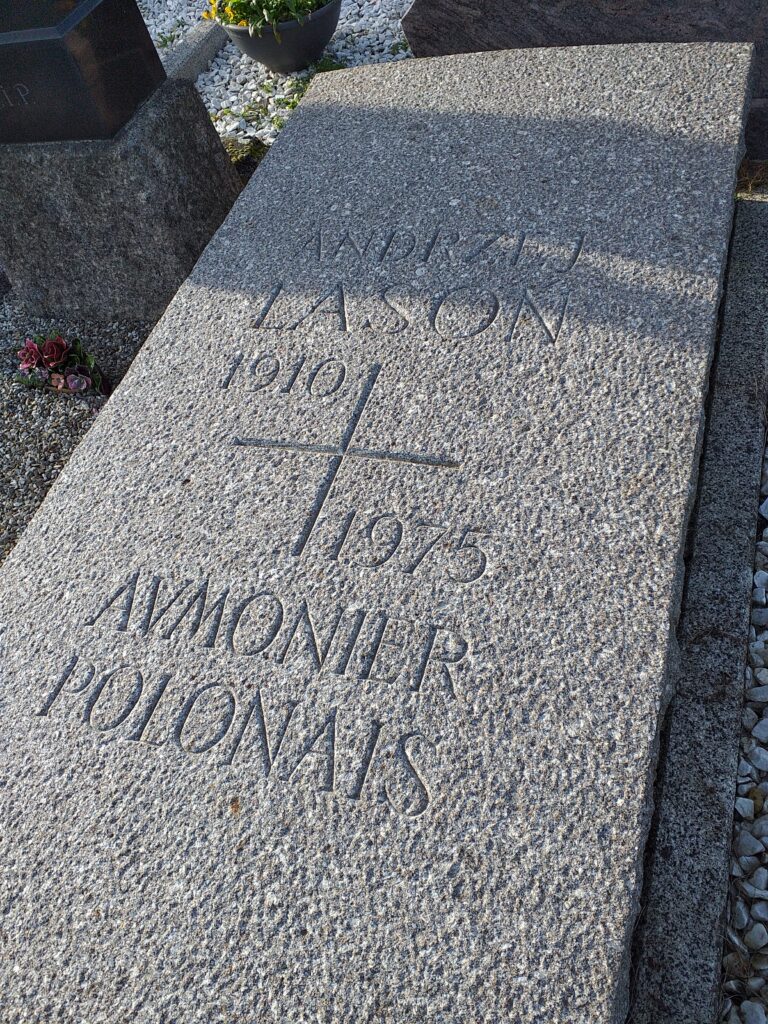 ANDRZEJ
LASOŃ
1910
1975
AVMONIER
POLONAIS